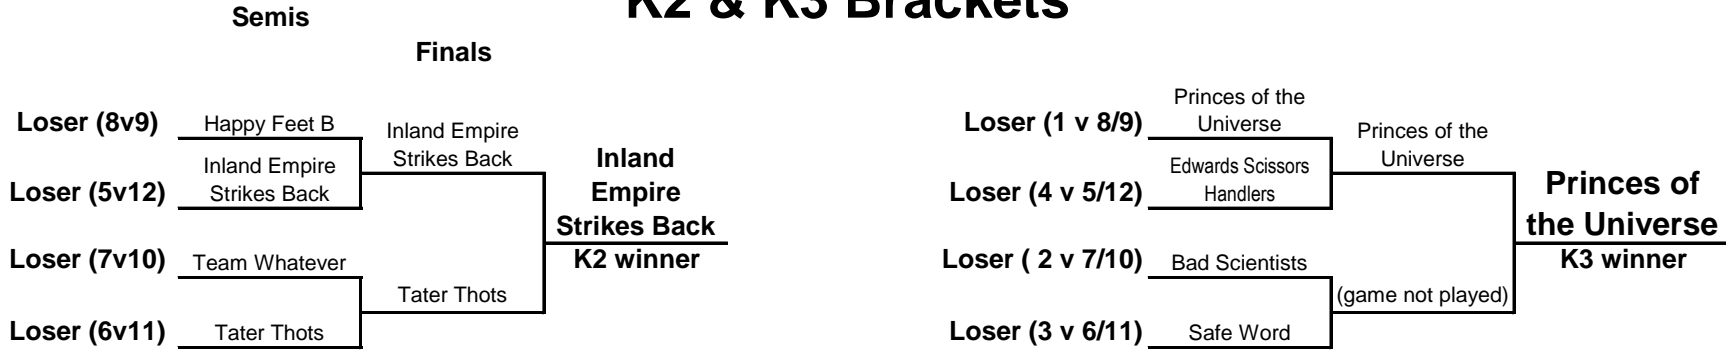 K2 & K3 Brackets
Semis
Finals
Loser (8v9)
Happy Feet B
Inland Empire
Strikes Back
Loser (5v12)
Inland Empire
Strikes Back
Inland
Empire
Strikes Back
K2 winner
Loser (7v10)
Team Whatever
Tater Thots
Loser (6v11)
Tater Thots
Loser (1 v 8/9)
Princes of the
Universe
Princes of the
Universe
Loser (4 v 5/12)
Edwards Scissors
Handlers
Princes of
the Universe
K3 winner
Loser ( 2 v 7/10)
Bad Scientists
(game not played)
Loser (3 v 6/11)
Safe Word